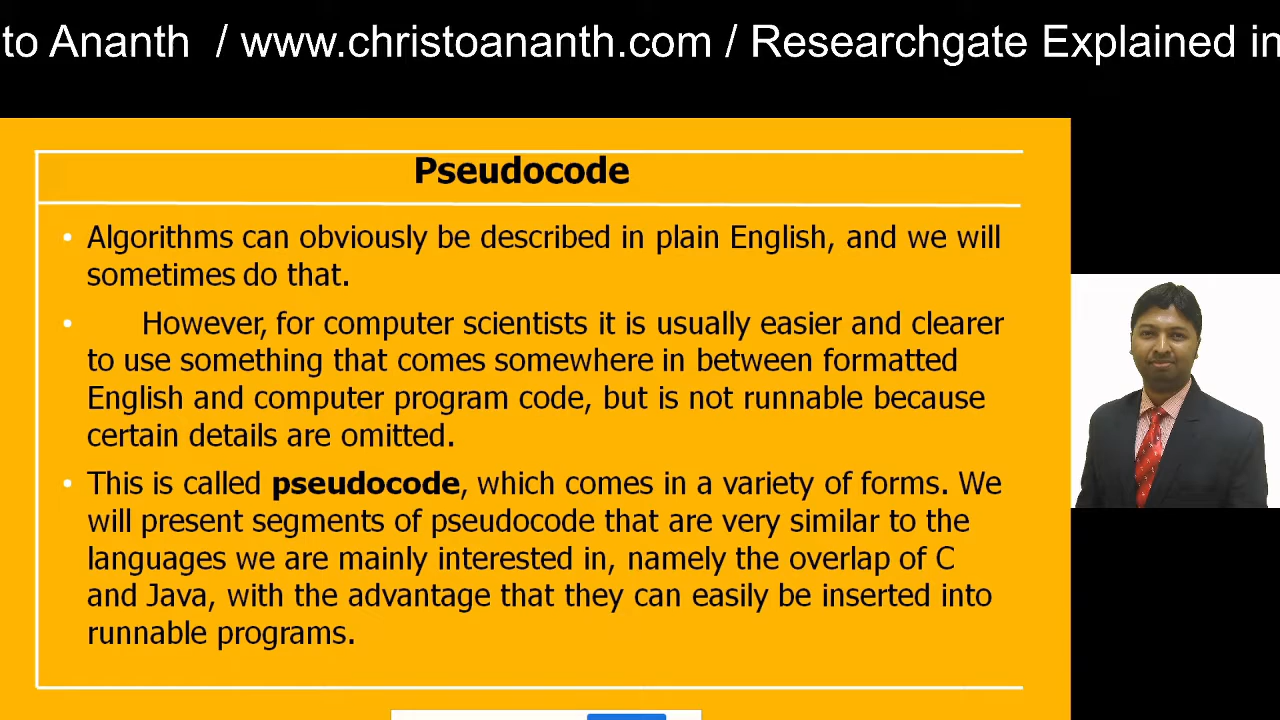 to Ananth / www.christoananth.com / Researchgate Explained in
Pseudocode
• Algorithms can obviously be described in plain English, and we will
sometimes do that.
• However, for computer scientists it is usually easier and clearer
to use something that comes somewhere in between formatted
English and computer program code, but is not runnable because
certain details are omitted.
• This is called pseudocode, which comes in a variety of forms. We
will present segments of pseudocode that are very similar to the
languages we are mainly interested in, namely the overlap of C
and Java, with the advantage that they can easily be inserted into
runnable programs.